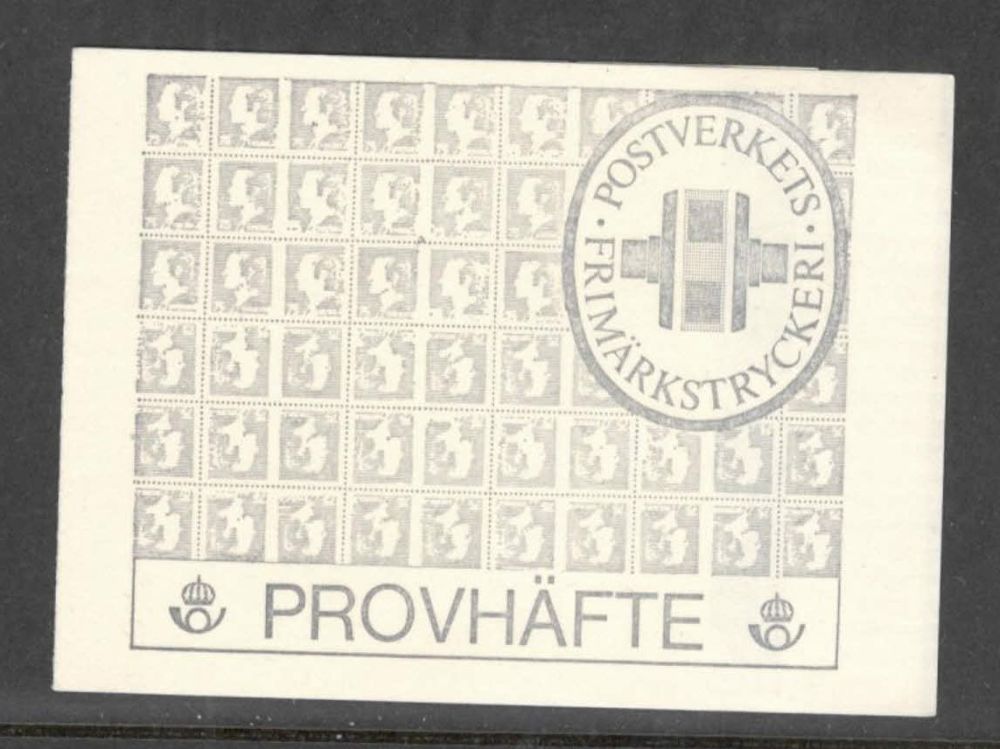 · POSTVERKETS ·
FRIMÄRKSTRYCKERI
PROVHÄFTE